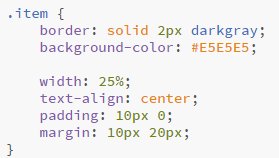 .item {
    border: solid 2px darkgray;
    background-color: #E5E5E5;

    width: 25%;
    text-align: center;
    padding: 10px 0;
    margin: 10px 20px;
}